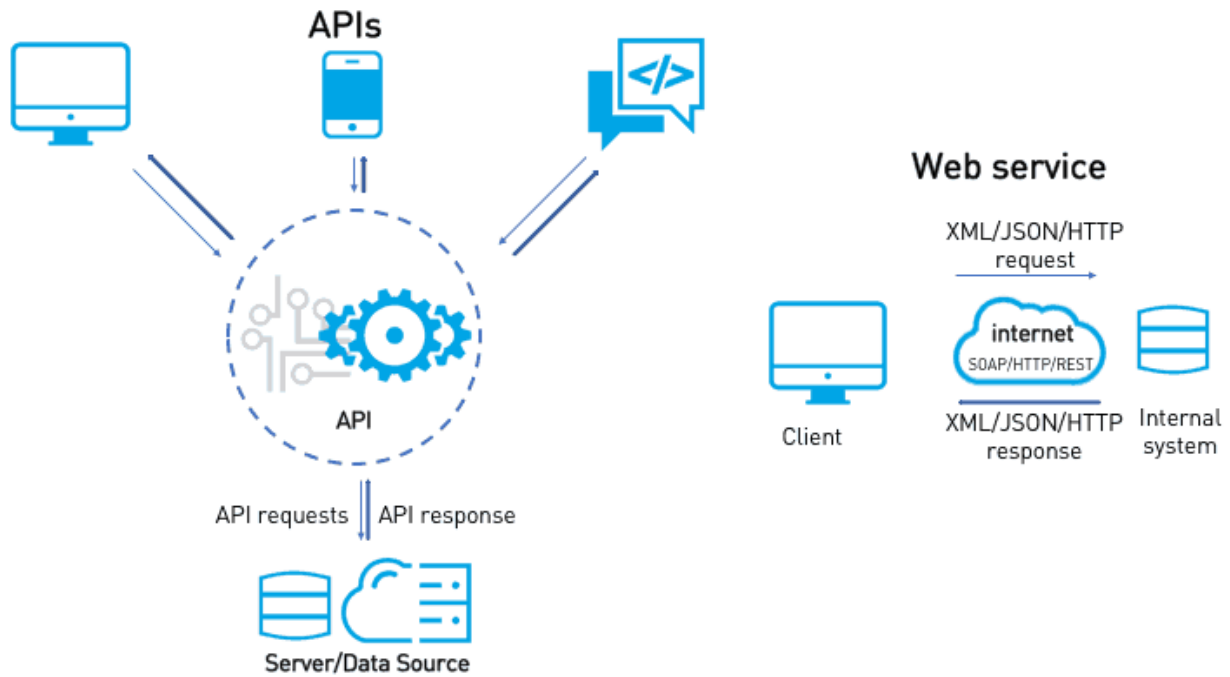 APIs
</>
API
API requests
API response
Server/Data Source
Web service
XML/JSON/HTTP
request
internet
SOAP/HTTP/REST
XML/JSON/HTTP
response
Client
Internal
system